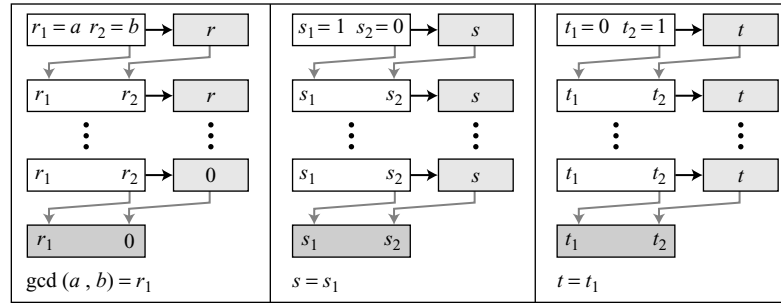 r₁ = a r₂ = b r
r₁ r₂ r
r₁ r₂ 0
r₁ 0
gcd (a , b) = r₁
s₁ = 1 s₂ = 0 s
s₁ s₂ s
s₁ s₂ s
s₁ s₂
s = s₁
t₁ = 0 t₂ = 1 t
t₁ t₂ t
t₁ t₂ t
t₁ t₂
t = t₁